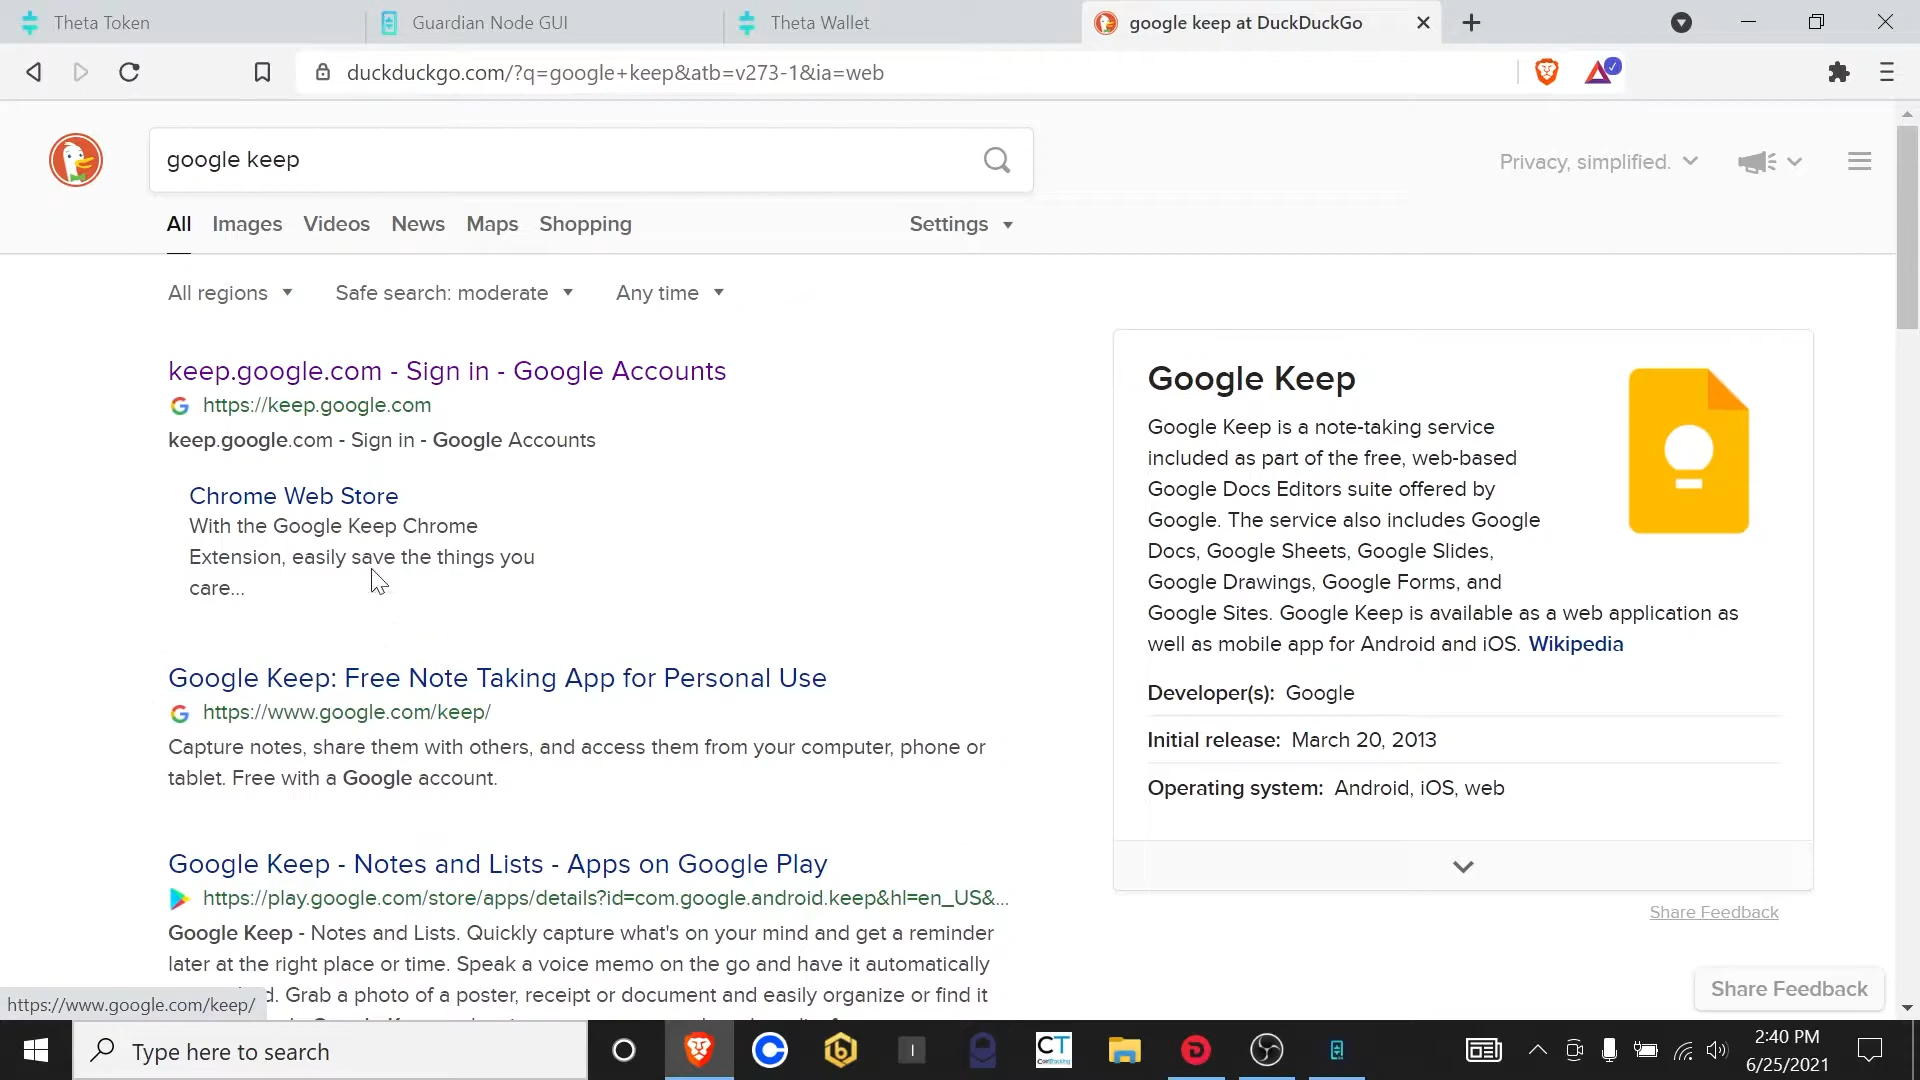 Theta Token
Guardian Node GUI
Theta Wallet
google keep at DuckDuckGo
duckduckgo.com/?q=google+keep&atb=v273-1&ia=web
google keep
Privacy, simplified.
All
Images
Videos
News
Maps
Shopping
Settings
All regions
Safe search: moderate
Any time
keep.google.com - Sign in - Google Accounts
https://keep.google.com
keep.google.com - Sign in - Google Accounts
Chrome Web Store
With the Google Keep Chrome
Extension, easily save the things you
care...
Google Keep: Free Note Taking App for Personal Use
https://www.google.com/keep/
Capture notes, share them with others, and access them from your computer, phone or
tablet. Free with a Google account.
Google Keep - Notes and Lists - Apps on Google Play
https://play.google.com/store/apps/details?id=com.google.android.keep&hl=en_US&...
Google Keep - Notes and Lists. Quickly capture what's on your mind and get a reminder
later at the right place or time. Speak a voice memo on the go and have it automatically
d. Grab a photo of a poster, receipt or document and easily organize or find it
Google Keep
Google Keep is a note-taking service
included as part of the free, web-based
Google Docs Editors suite offered by
Google. The service also includes Google
Docs, Google Sheets, Google Slides,
Google Drawings, Google Forms, and
Google Sites. Google Keep is available as a web application as
well as mobile app for Android and iOS. Wikipedia
Developer(s): Google
Initial release: March 20, 2013
Operating system: Android, iOS, web
Share Feedback
Share Feedback
https://www.google.com/keep/
Type here to search
CT
2:40 PM
6/25/2021